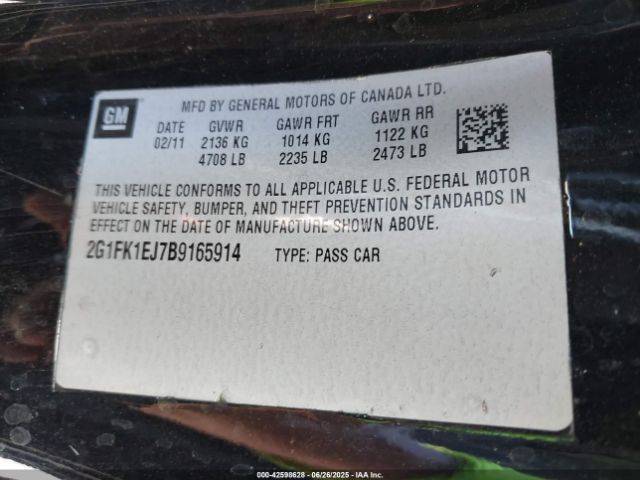 GM
MFD BY GENERAL MOTORS OF CANADA LTD.
DATE GVWR GAWR FRT GAWR RR
02/11 2136 KG 1014 KG 1122 KG
4708 LB 2235 LB 2473 LB
THIS VEHICLE CONFORMS TO ALL APPLICABLE U.S. FEDERAL MOTOR
VEHICLE SAFETY, BUMPER, AND THEFT PREVENTION STANDARDS IN
EFFECT ON THE DATE OF MANUFACTURE SHOWN ABOVE.
2G1FK1EJ7B9165914 TYPE: PASS CAR
000-42598628 - 06/26/2025 - IAA Inc.